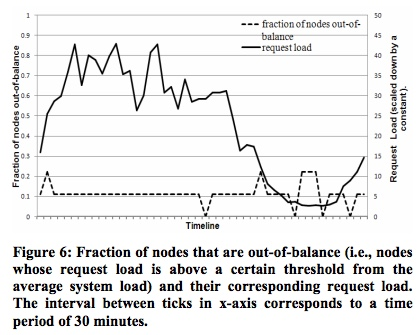 1
0.9
0.8
0.7
0.6
0.5
0.4
0.3
0.2
0.1
0
Fraction of nodes out-of-balance
fraction of nodes out-of-
balance
request load
50
45
40
35
30
25
20
15
10
5
0
Request Load (scaled down by a
constant).
Timeline
Figure 6: Fraction of nodes that are out-of-balance (i.e., nodes
whose request load is above a certain threshold from the
average system load) and their corresponding request load.
The interval between ticks in x-axis corresponds to a time
period of 30 minutes.